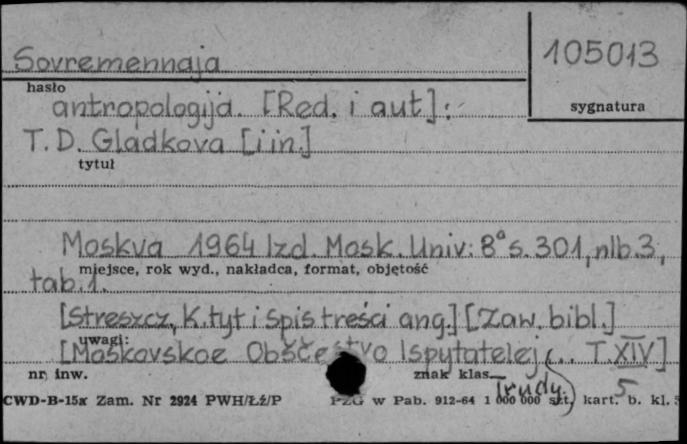 Sovremennaja
105013
hasło
antropologija. [Red. i aut]:
sygnatura
T. D. Gladkova [i in.]
tytuł
Moskva 1964 Izd. Mosk. Univ. 8° s. 301, nlb. 3,
miejsce, rok wyd., nakładca, format, objętość
tab. 1.
[Streszcz, K. tyt i spis treści ang.] [Zaw. bibl.]
uwagi:
[Moskovskoe Obščestvo Ispytatelej ... T. XIV]
nr inw.
znak klas.
Trudy) 5
CWD-B-15x Zam. Nr 2924 PWH/Łź/P PZG w Pab. 912-64 1 000 000 szt. kart. b. kl.